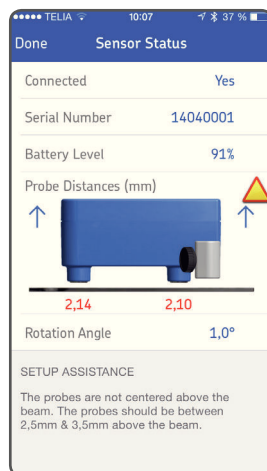 TELIA 10:07 37 %
Done Sensor Status
Connected Yes
Serial Number 14040001
Battery Level 91%
Probe Distances (mm)
2,14 2,10
Rotation Angle 1,0°
SETUP ASSISTANCE
The probes are not centered above the
beam. The probes should be between
2,5mm & 3,5mm above the beam.